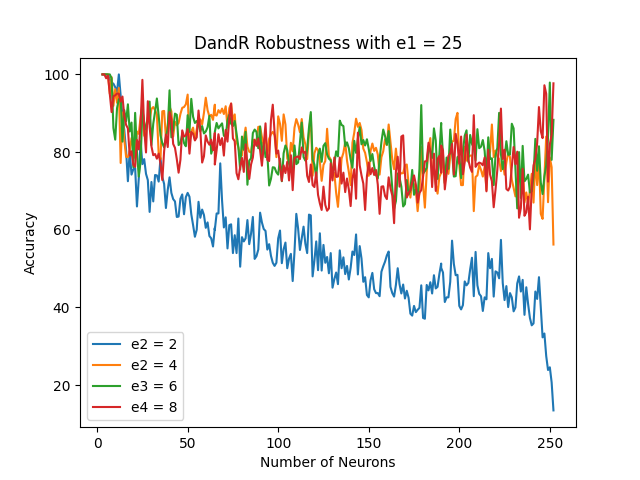 DandR Robustness with e1 = 25
Accuracy
100
80
60
40
20
e2 = 2
e2 = 4
e3 = 6
e4 = 8
0 50 100 150 200 250
Number of Neurons